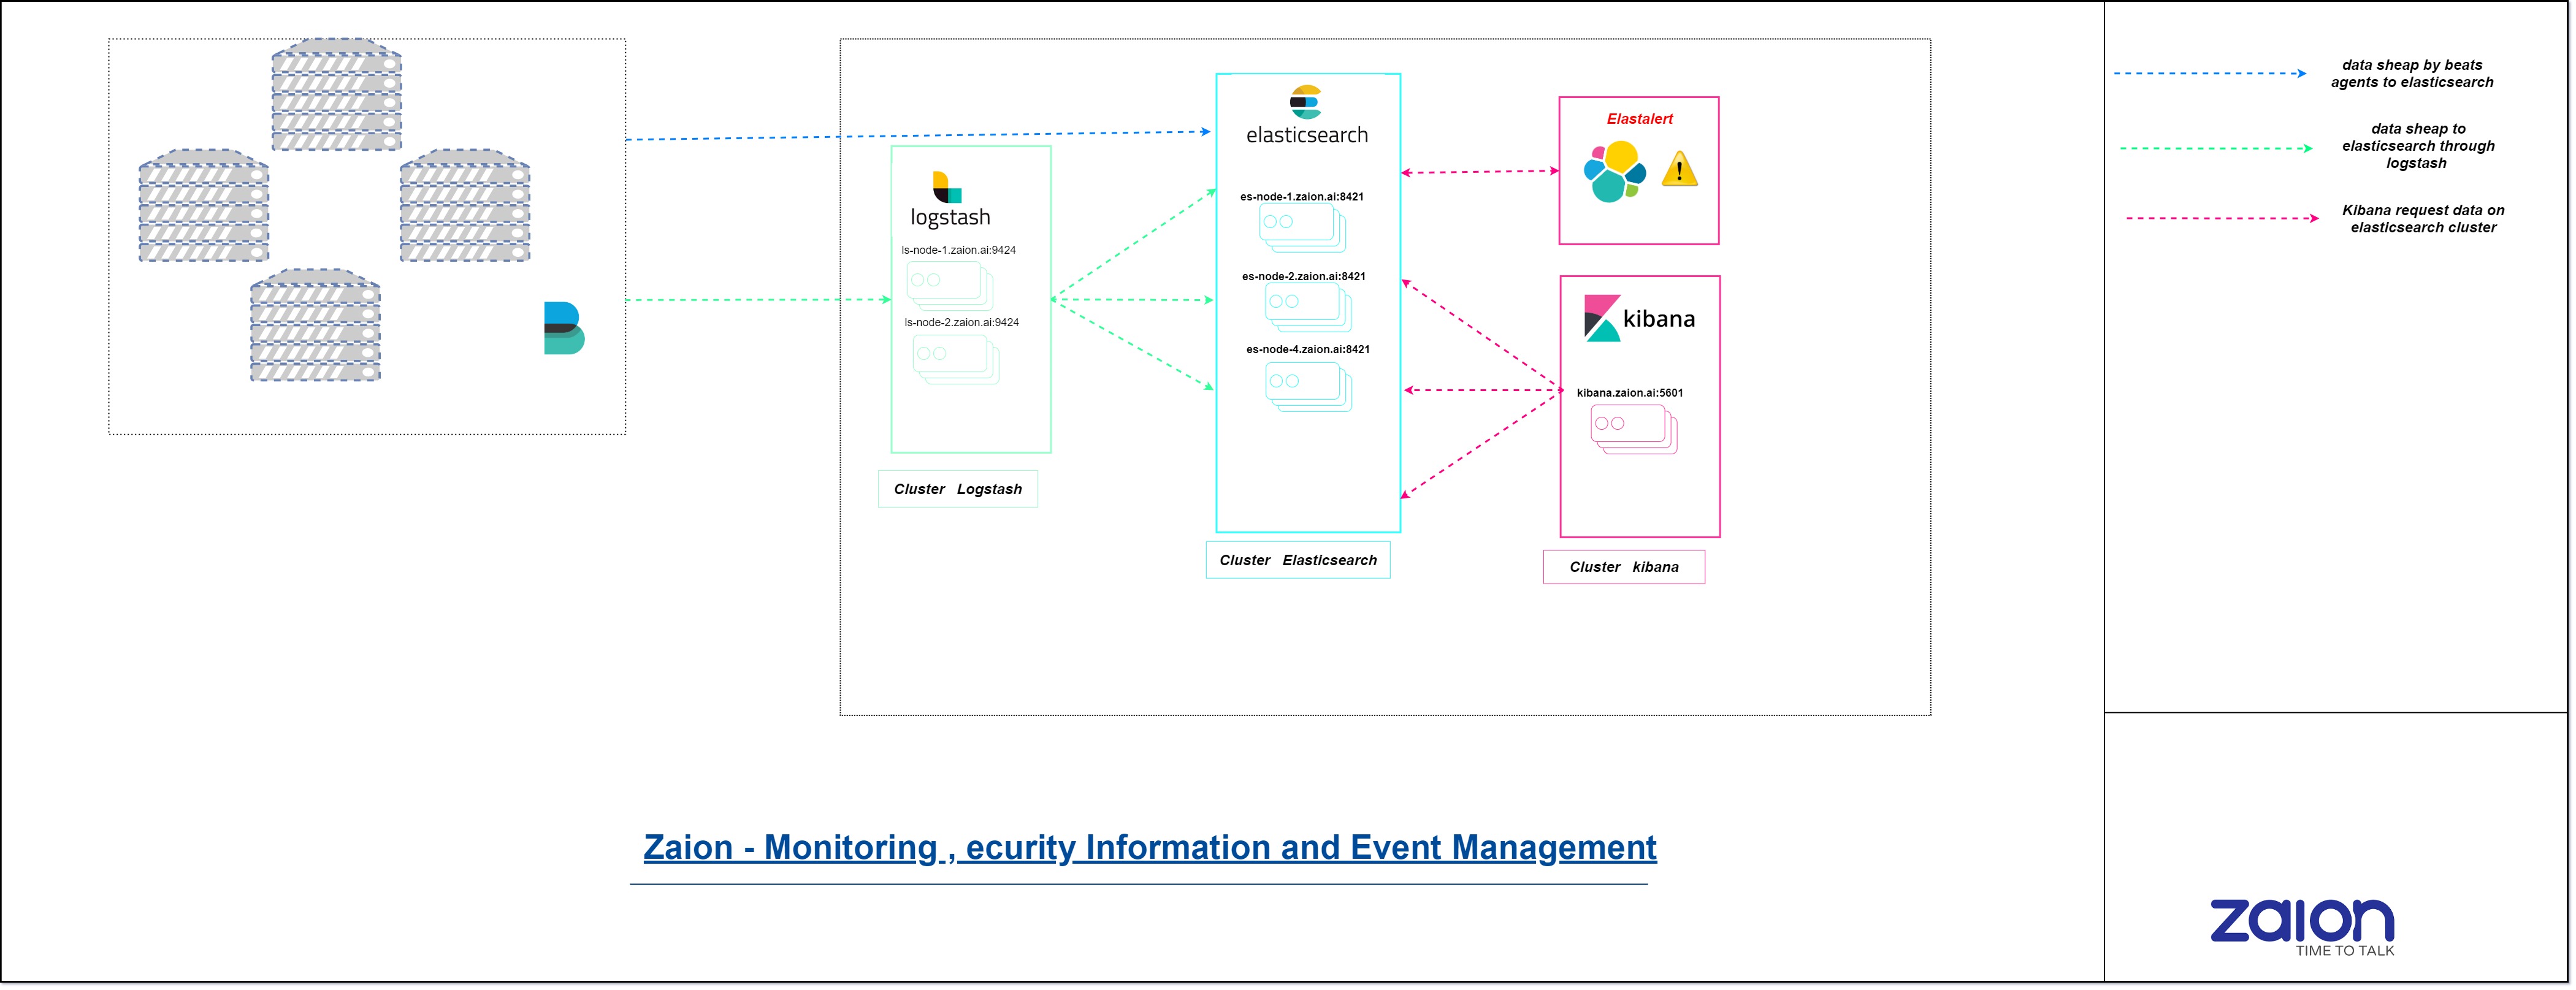 elasticsearch
Elastalert
logstash
es-node-1.zaion.ai:8421
ls-node-1.zaion.ai:9424
es-node-2.zaion.ai:8421
ls-node-2.zaion.ai:9424
es-node-4.zaion.ai:8421
kibana
kibana.zaion.ai:5601
Cluster Logstash
Cluster Elasticsearch
Cluster kibana
data sheap by beats
agents to elasticsearch
data sheap to
elasticsearch through
logstash
Kibana request data on
elasticsearch cluster
Zaion - Monitoring , ecurity Information and Event Management
zaion
TIME TO TALK